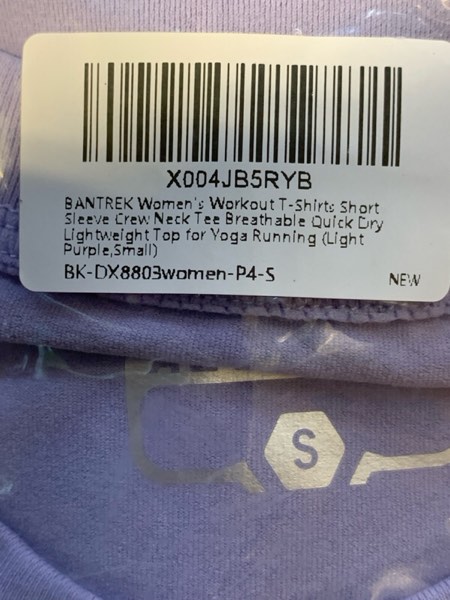 X004JB5RYB
BANTREK Women's Workout T-Shirts Short
Sleeve Crew Neck Tee Breathable Quick Dry
Lightweight Top for Yoga Running (Light
Purple,Small)
BK-DX8803women-P4-S
NEW
S